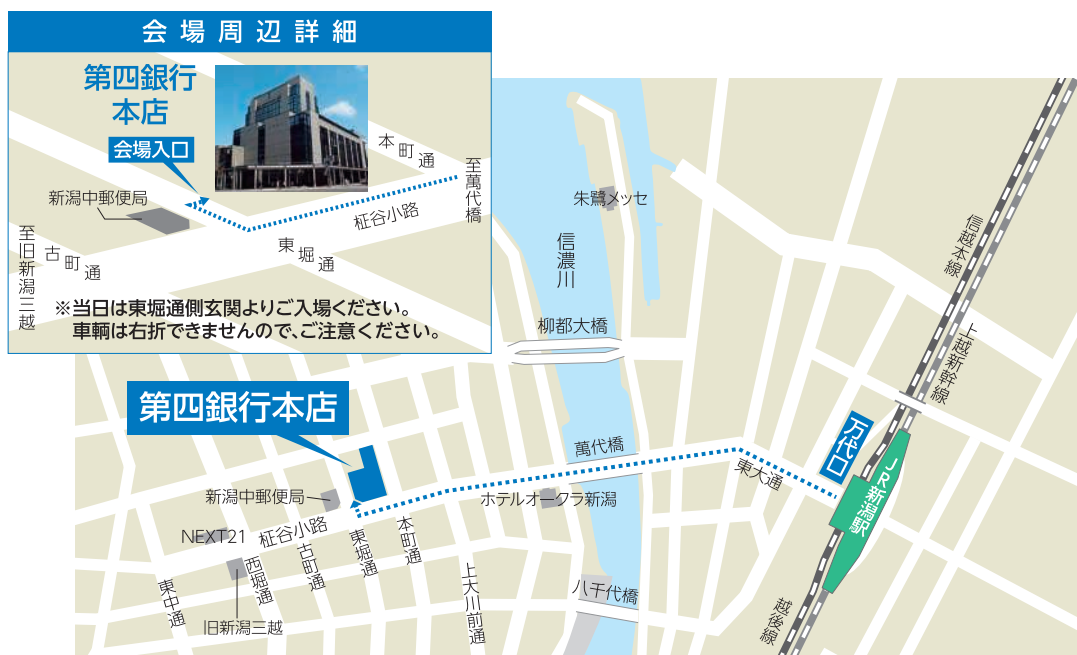 会場周辺詳細
第四銀行
本店
会場入口
本町通
至萬代橋
新潟中郵便局
柾谷小路
東堀通
古町通
至旧新潟三越
※当日は東堀通側玄関よりご入場ください。
車輌は右折できませんので、ご注意ください。
朱鷺メッセ
信濃川
信越本線
柳都大橋
上越新幹線
第四銀行本店
万代口
萬代橋
東大通
JR新潟駅
新潟中郵便局
ホテルオークラ新潟
NEXT21
柾谷小路
本町通
東堀通
古町通
西堀通
東中通
上大川前通
八千代橋
旧新潟三越
越後線